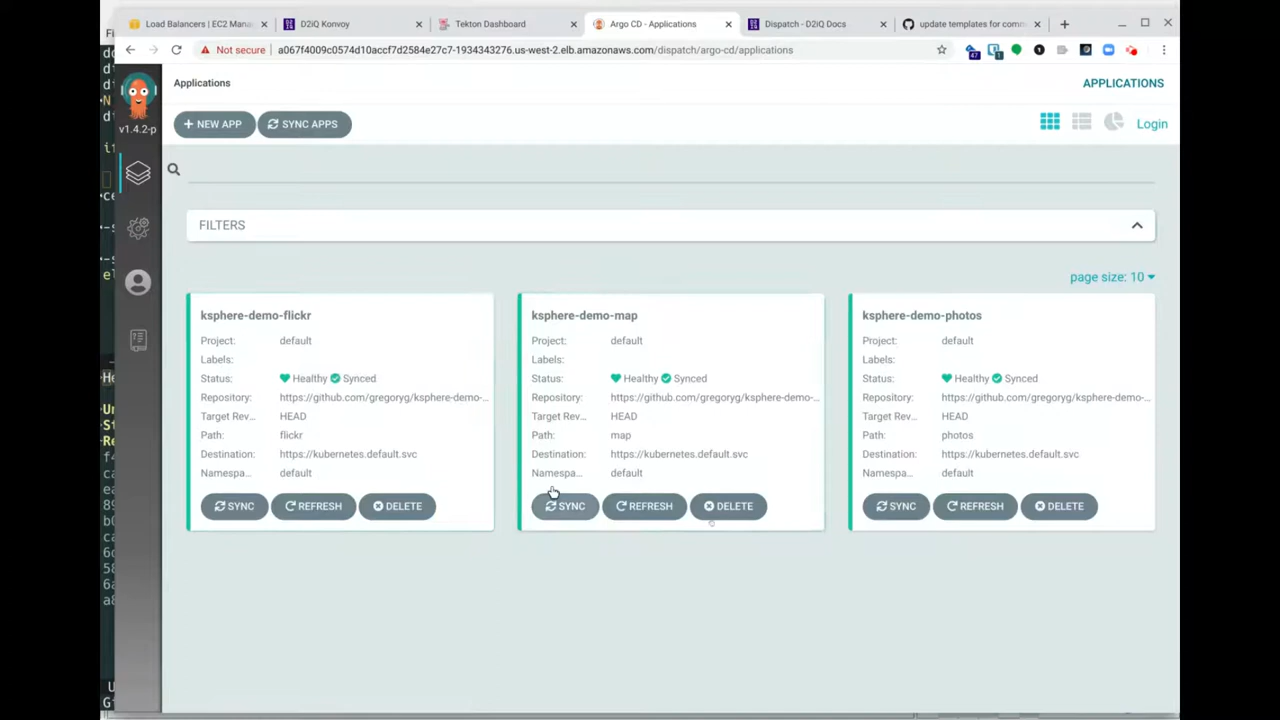 Load Balancers | EC2 Mana
D2iQ Konvoy
Tekton Dashboard
Argo CD - Applications
Dispatch - D2iQ Docs
update templates for comm
Not secure
a067f4009c0574d10accf7d2584e27c7-1934343276.us-west-2.elb.amazonaws.com/dispatch/argo-cd/applications
47
1
v1.4.2-p
Applications
APPLICATIONS
+ NEW APP
SYNC APPS
Login
FILTERS
page size: 10
ksphere-demo-flickr
Project: default
Labels:
Status: Healthy Synced
Repository: https://github.com/gregoryg/ksphere-demo-...
Target Rev... HEAD
Path: flickr
Destination: https://kubernetes.default.svc
Namespa... default
SYNC REFRESH DELETE
ksphere-demo-map
Project: default
Labels:
Status: Healthy Synced
Repository: https://github.com/gregoryg/ksphere-demo-...
Target Rev... HEAD
Path: map
Destination: https://kubernetes.default.svc
Namespa... default
SYNC REFRESH DELETE
ksphere-demo-photos
Project: default
Labels:
Status: Healthy Synced
Repository: https://github.com/gregoryg/ksphere-demo-...
Target Rev... HEAD
Path: photos
Destination: https://kubernetes.default.svc
Namespa... default
SYNC REFRESH DELETE